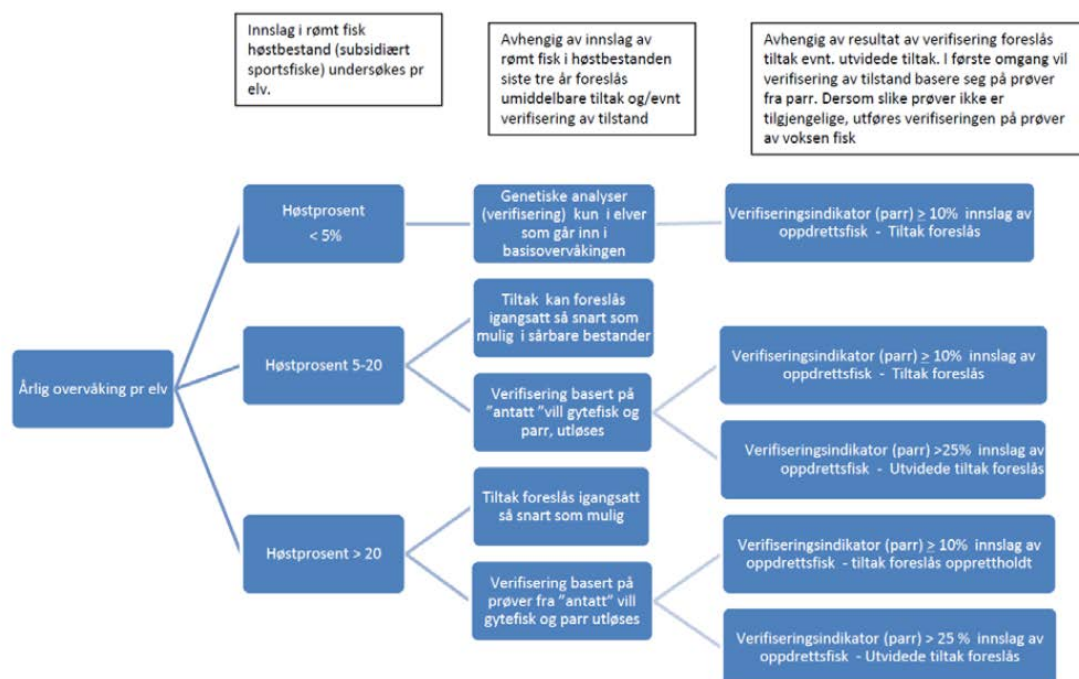 Innslag i rømt fisk
høstbestand (subsidiært
sportsfiske) undersøkes pr
elv.
Avhengig av innslag av
rømt fisk i høstbestanden
siste tre år foreslås
umiddelbare tiltak og/evnt
verifisering av tilstand
Avhengig av resultat av verifisering foreslås
tiltak evnt. utvidede tiltak. I første omgang vil
verifisering av tilstand basere seg på prøver
fra parr. Dersom slike prøver ikke er
tilgjengelige, utføres verifiseringen på prøver
av voksen fisk
Årlig overvåking pr elv
Høstprosent
< 5%
Genetiske analyser
(verifisering) kun i elver
som går inn i
basisovervåkingen
Verifiseringsindikator (parr) ≥ 10% innslag av
oppdrettsfisk - Tiltak foreslås
Høstprosent 5-20
Tiltak kan foreslås
igangsatt så snart som
mulig i sårbare bestander
Verifisering basert på
"antatt "vill gytefisk og
parr, utløses
Verifiseringsindikator (parr) ≥ 10% innslag av
oppdrettsfisk - Tiltak foreslås
Verifiseringsindikator (parr) >25% innslag av
oppdrettsfisk - Utvidede tiltak foreslås
Høstprosent > 20
Tiltak foreslås igangsatt
så snart som mulig
Verifisering basert på
prøver fra "antatt" vill
gytefisk og parr utløses
Verifiseringsindikator (parr) ≥ 10% innslag av
oppdrettsfisk - tiltak foreslås opprettholdt
Verifiseringsindikator (parr) > 25 % innslag av
oppdrettsfisk - Utvidede tiltak foreslås